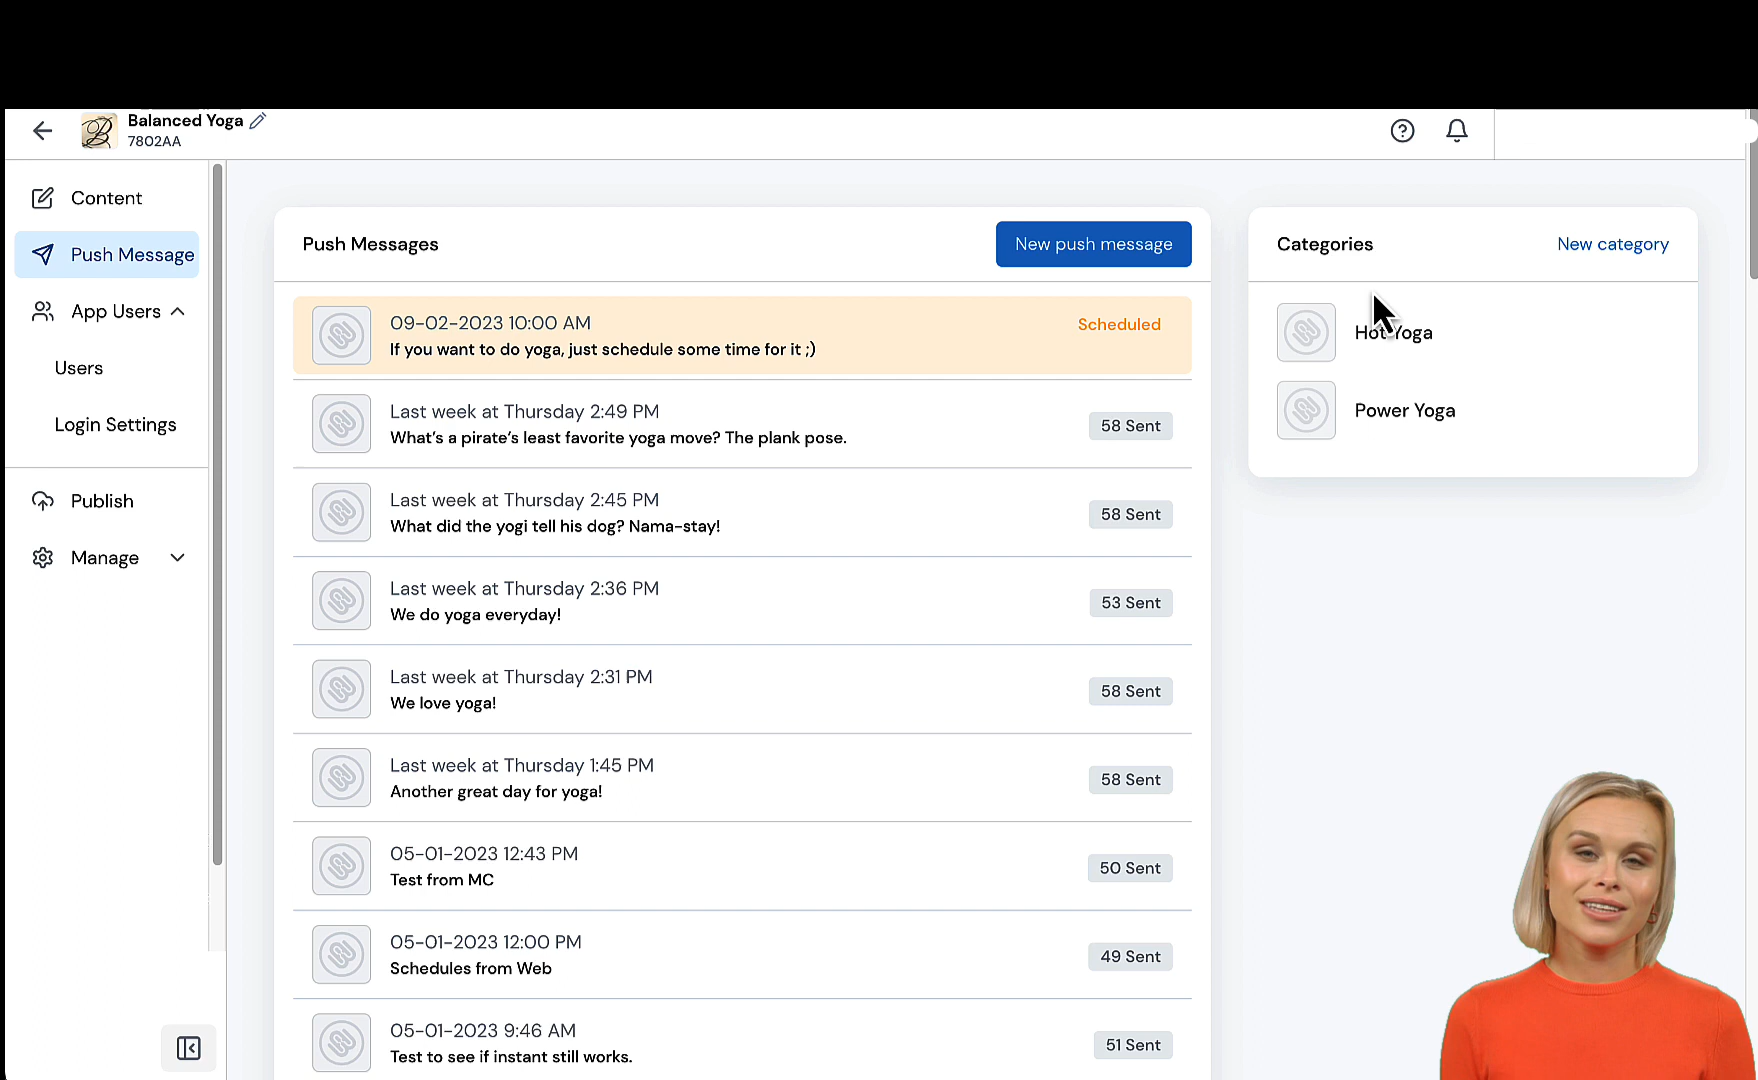 Balanced Yoga
7802AA
Content
Push Message
App Users
Users
Login Settings
Publish
Manage
Push Messages
New push message
09-02-2023 10:00 AM
If you want to do yoga, just schedule some time for it ;)
Scheduled
Last week at Thursday 2:49 PM
What's a pirate's least favorite yoga move? The plank pose.
58 Sent
Last week at Thursday 2:45 PM
What did the yogi tell his dog? Nama-stay!
58 Sent
Last week at Thursday 2:36 PM
We do yoga everyday!
53 Sent
Last week at Thursday 2:31 PM
We love yoga!
58 Sent
Last week at Thursday 1:45 PM
Another great day for yoga!
58 Sent
05-01-2023 12:43 PM
Test from MC
50 Sent
05-01-2023 12:00 PM
Schedules from Web
49 Sent
05-01-2023 9:46 AM
Test to see if instant still works.
51 Sent
Categories
New category
Hot Yoga
Power Yoga